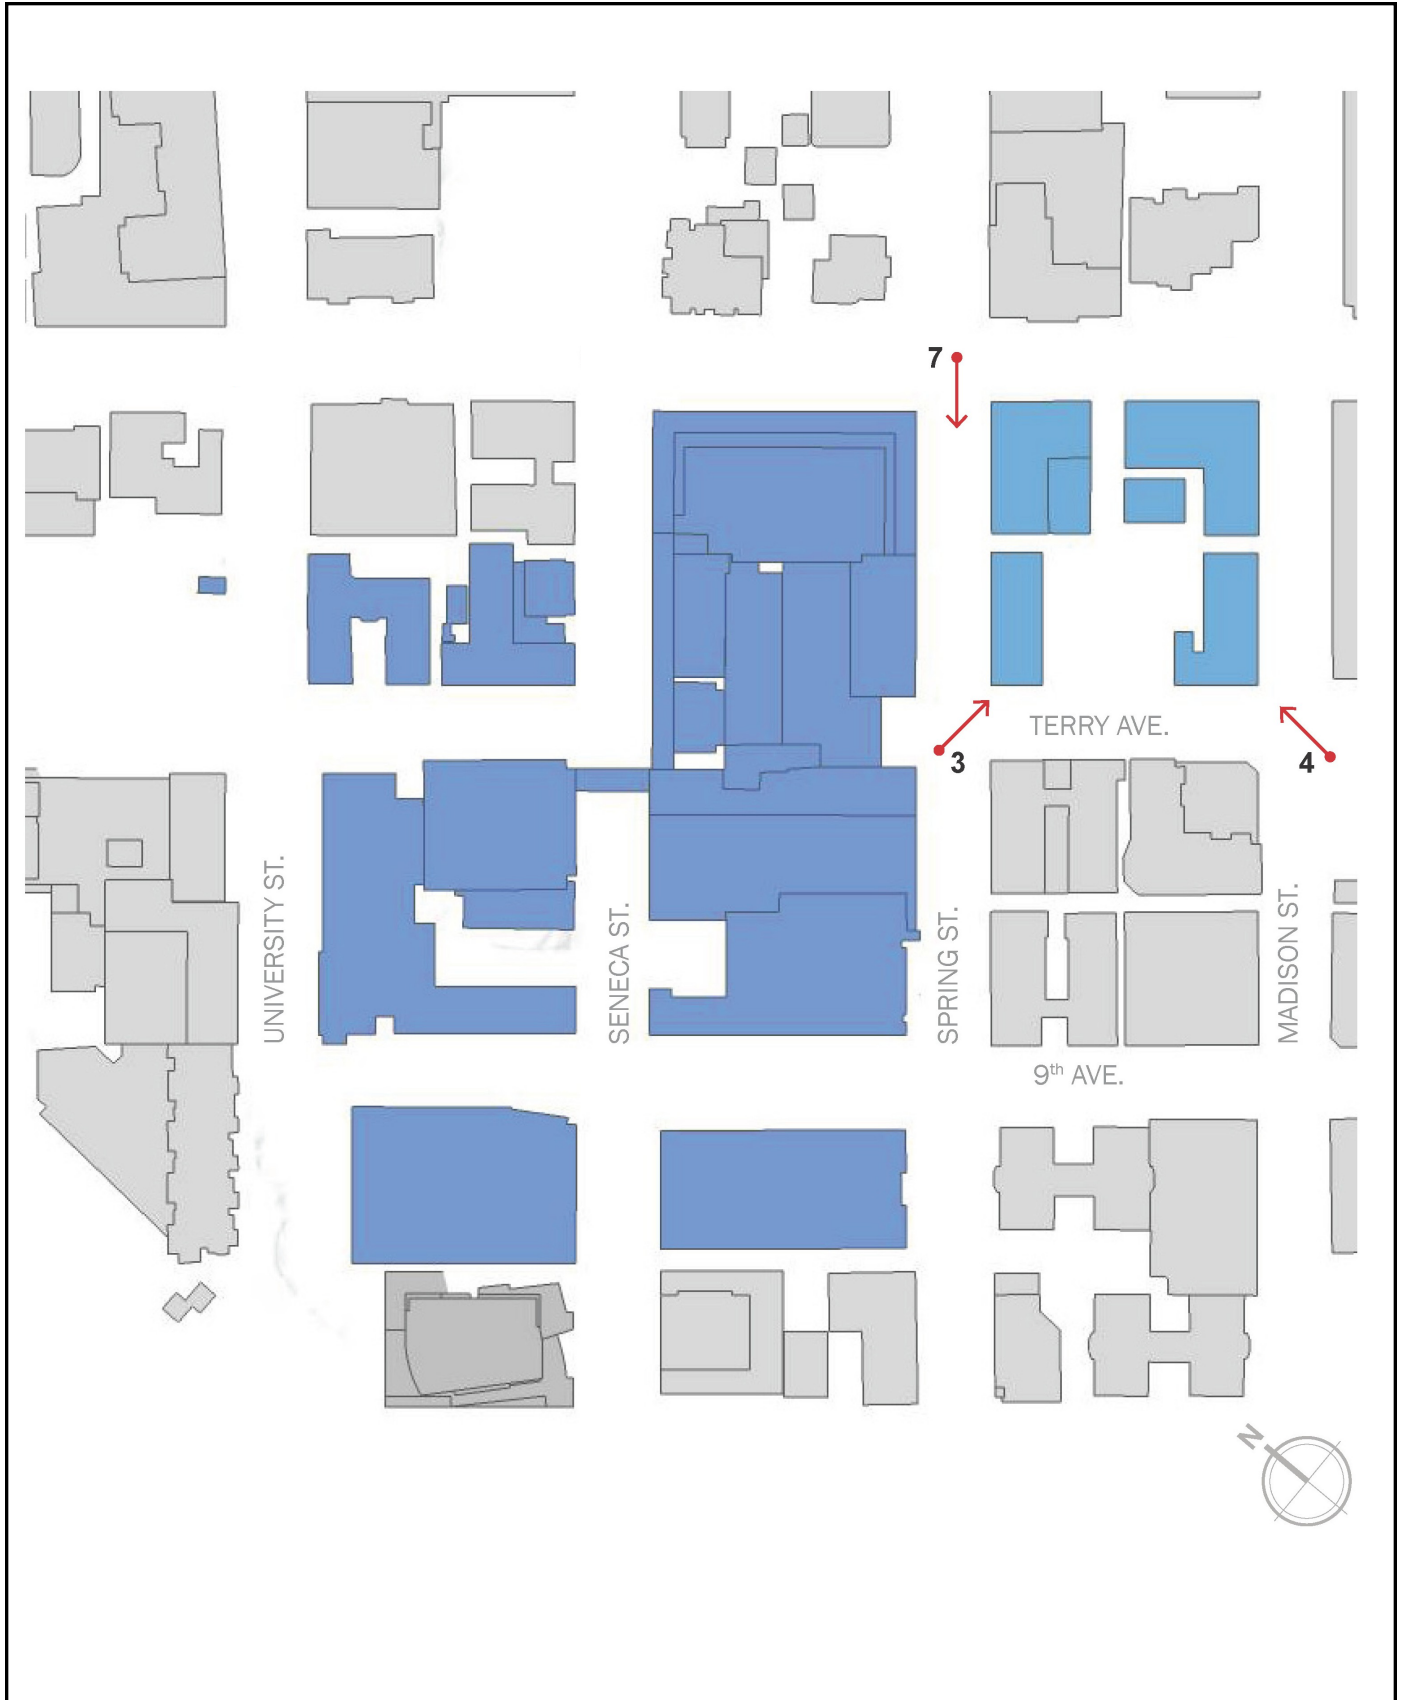 7
TERRY AVE.
3
4
UNIVERSITY ST.
SENECA ST.
SPRING ST.
MADISON ST.
9th AVE.
N